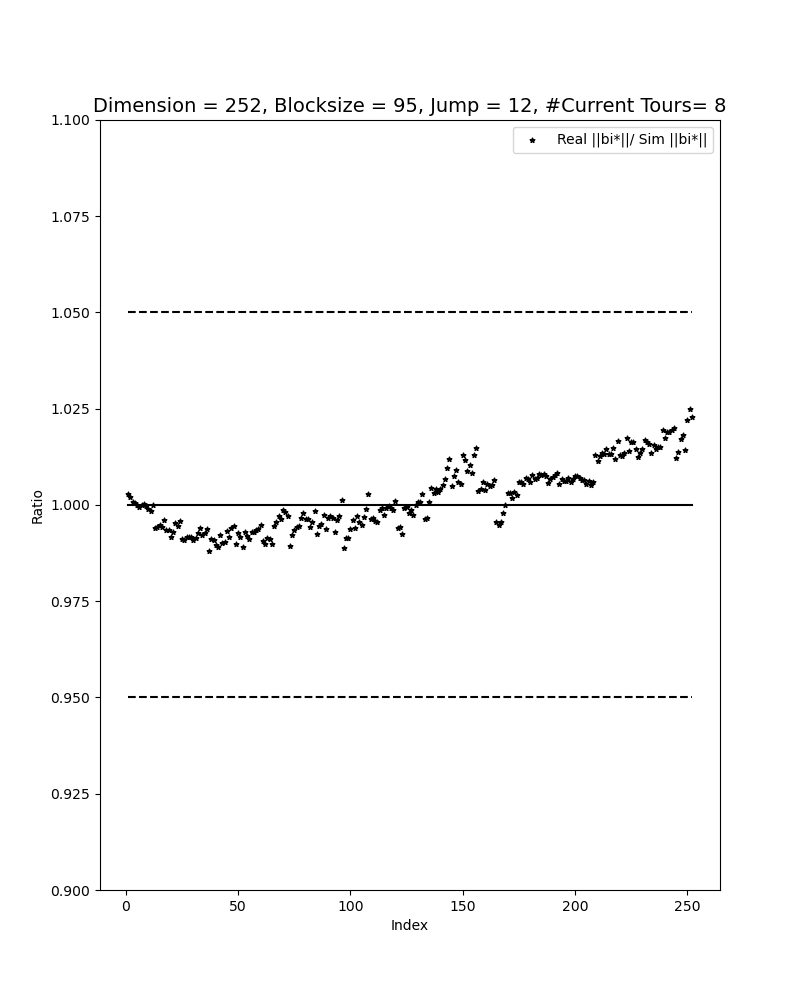 Dimension = 252, Blocksize = 95, Jump = 12, #Current Tours= 8
1.100
Real ||bi*||/ Sim ||bi*||
1.075
1.050
1.025
1.000
Ratio
0.975
0.950
0.925
0.900
0 50 100 150 200 250
Index